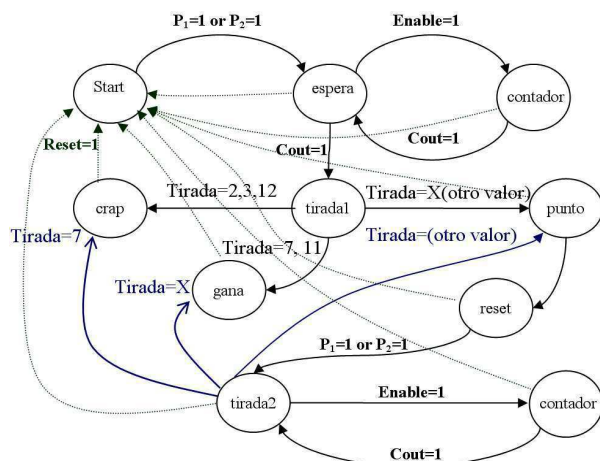 P₁=1 or P₂=1
Enable=1
Start
espera
contador
Reset=1
Cout=1
Cout=1
Tirada=2,3,12
Tirada=X(otro valor)
crap
tirada1
punto
Tirada=7
Tirada=7, 11
Tirada=(otro valor)
Tirada=X
gana
reset
P₁=1 or P₂=1
tirada2
Enable=1
contador
Cout=1